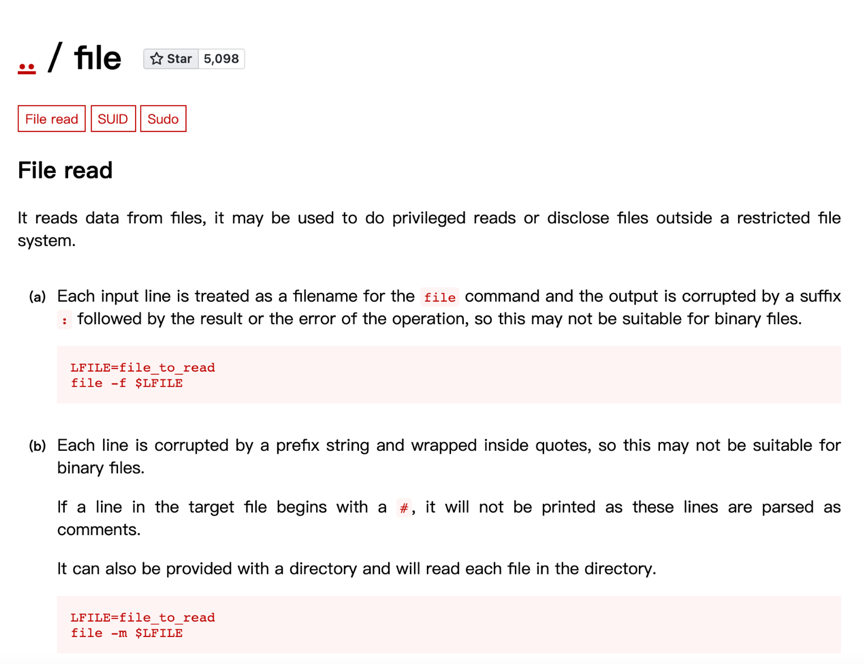 .. / file Star 5,098
File read SUID Sudo
File read
It reads data from files, it may be used to do privileged reads or disclose files outside a restricted file
system.
(a) Each input line is treated as a filename for the file command and the output is corrupted by a suffix
: followed by the result or the error of the operation, so this may not be suitable for binary files.
LFILE=file_to_read
file -f $LFILE
(b) Each line is corrupted by a prefix string and wrapped inside quotes, so this may not be suitable for
binary files.
If a line in the target file begins with a #, it will not be printed as these lines are parsed as
comments.
It can also be provided with a directory and will read each file in the directory.
LFILE=file_to_read
file -m $LFILE